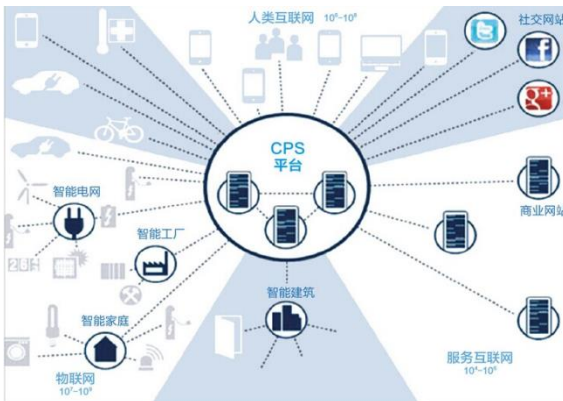 人类互联网 10⁶–10⁸
社交网站
CPS
平台
智能电网
商业网站
智能工厂
智能家庭
智能建筑
物联网
10⁷–10⁹
服务互联网
10⁴–10⁶